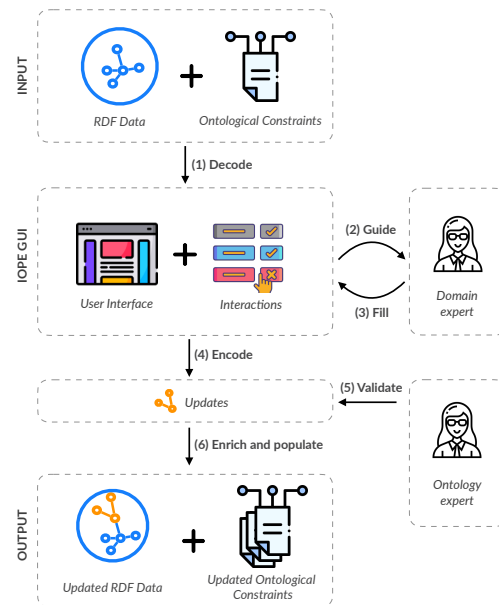 INPUT
RDF Data
Ontological Constraints
(1) Decode
IOPE GUI
User Interface
Interactions
(2) Guide
(3) Fill
Domain
expert
(4) Encode
Updates
(5) Validate
(6) Enrich and populate
Ontology
expert
OUTPUT
Updated RDF Data
Updated Ontological
Constraints